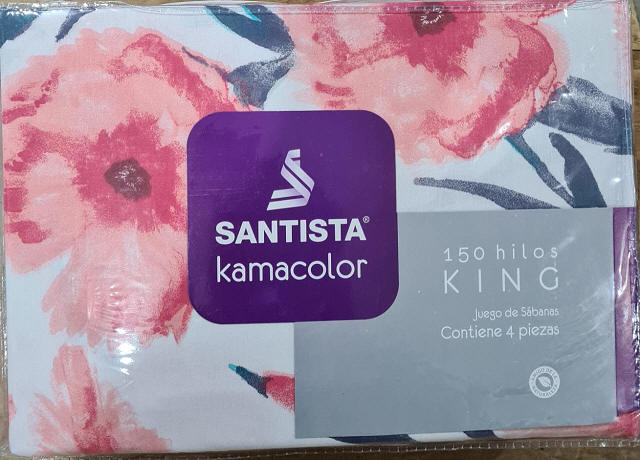 SANTISTA®
kamacolor
150 hilos
KING
Juego de Sábanas
Contiene 4 piezas